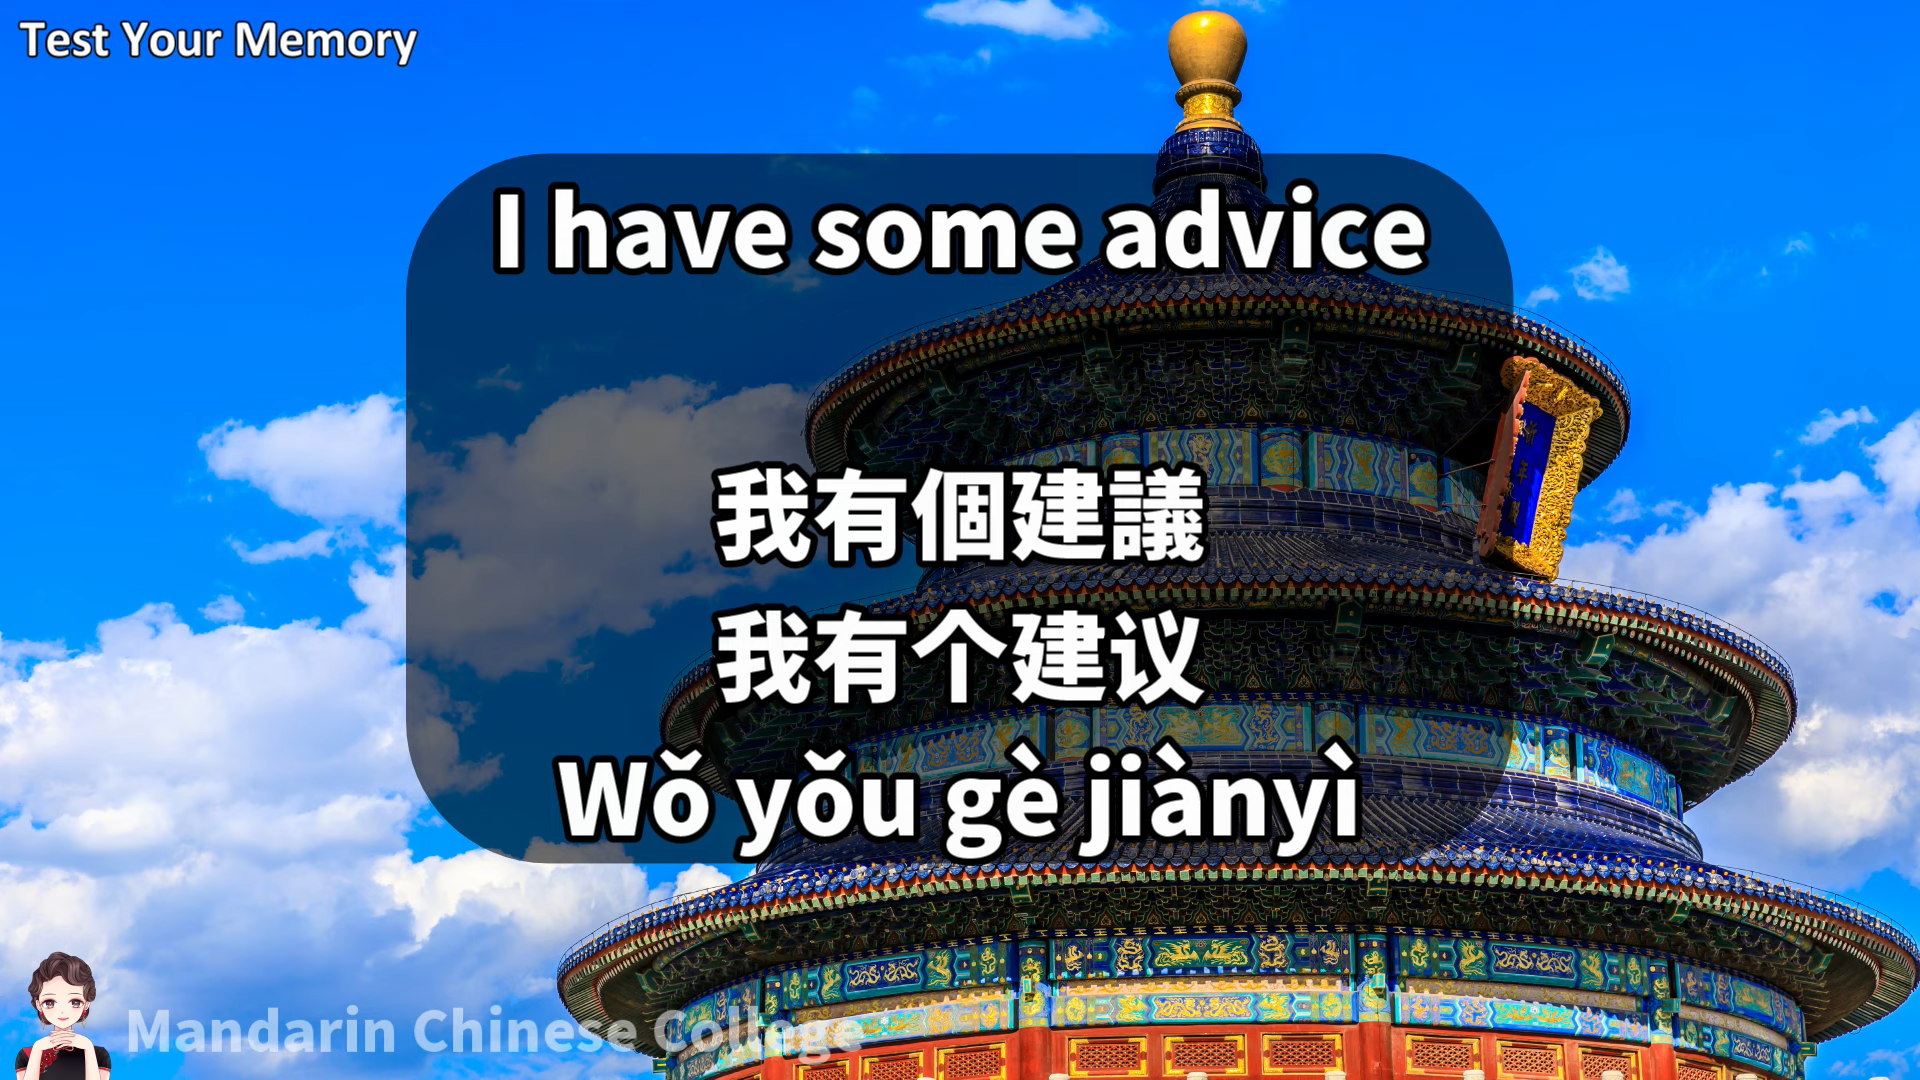 Test Your Memory
I have some advice
我有個建議
我有个建议
Wǒ yǒu gè jiànyì
Mandarin Chinese College